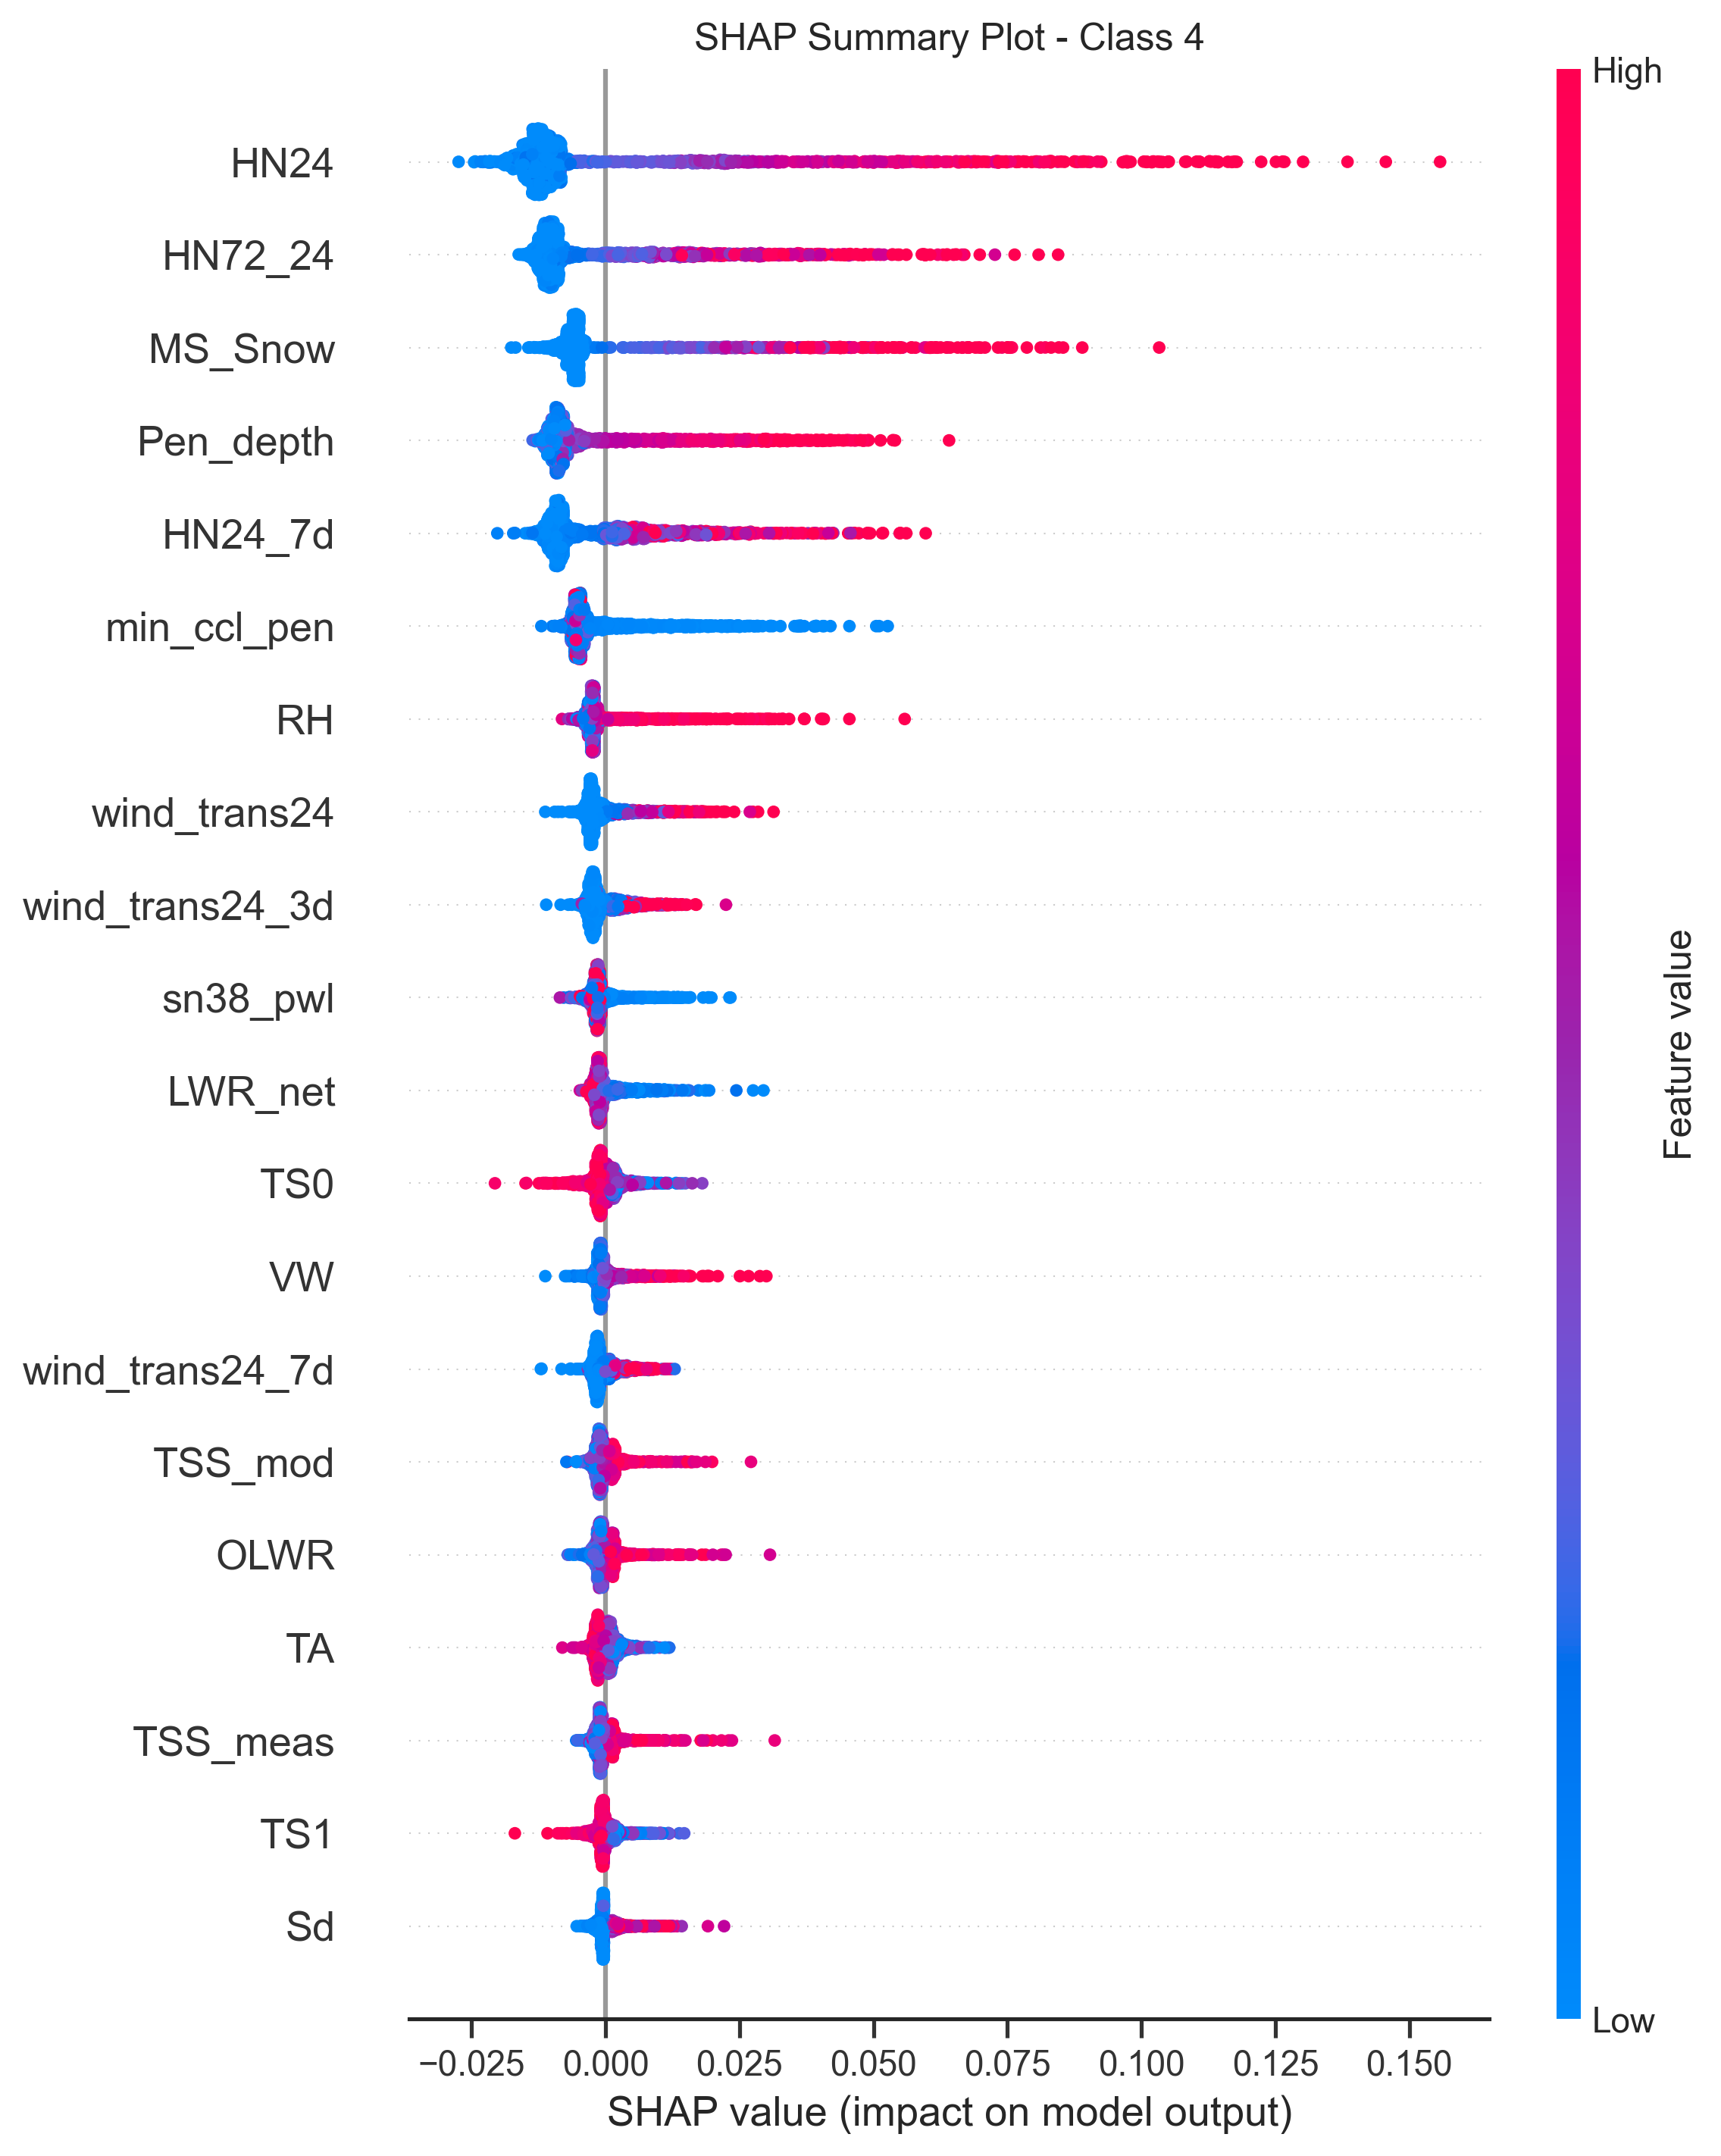 SHAP Summary Plot - Class 4
High
HN24
HN72_24
MS_Snow
Pen_depth
HN24_7d
min_ccl_pen
RH
wind_trans24
wind_trans24_3d
sn38_pwl
LWR_net
TS0
VW
wind_trans24_7d
TSS_mod
OLWR
TA
TSS_meas
TS1
Sd
Feature value
Low
−0.025 0.000 0.025 0.050 0.075 0.100 0.125 0.150
SHAP value (impact on model output)